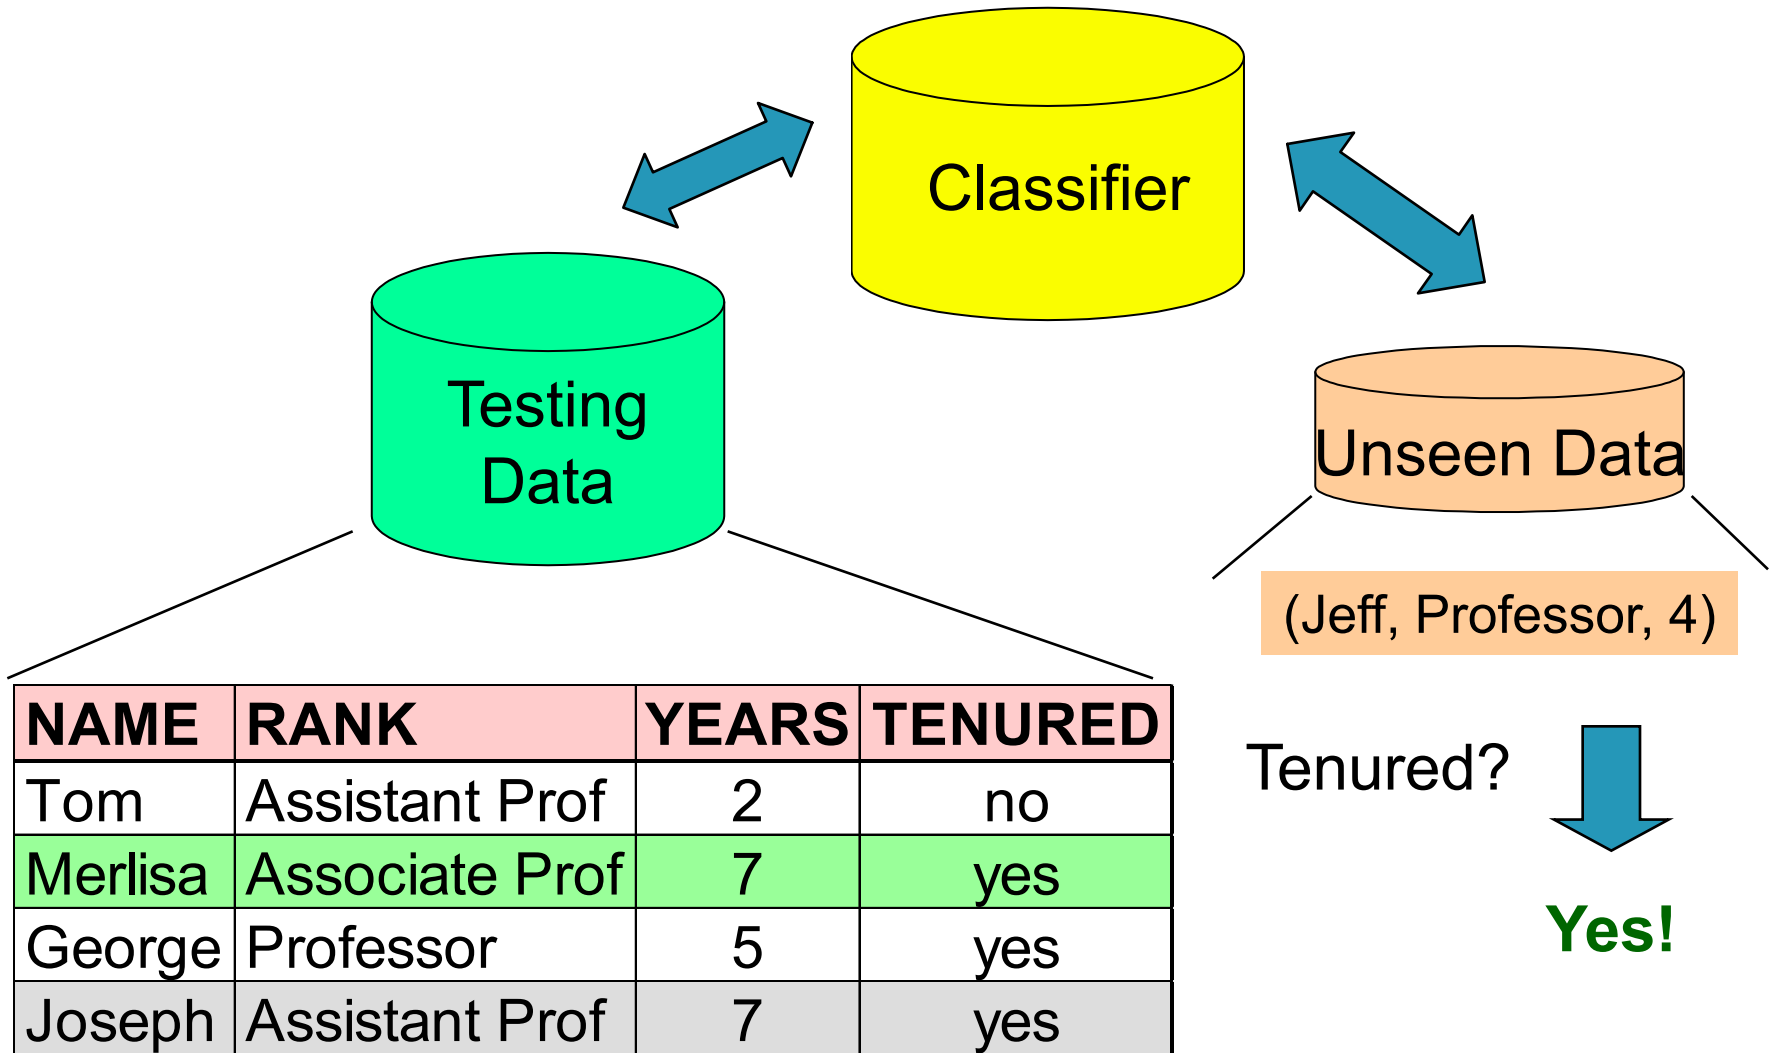 Classifier
Testing
Data
Unseen Data
(Jeff, Professor, 4)
NAME RANK YEARS TENURED
Tom Assistant Prof 2 no
Merlisa Associate Prof 7 yes
George Professor 5 yes
Joseph Assistant Prof 7 yes
Tenured?
Yes!